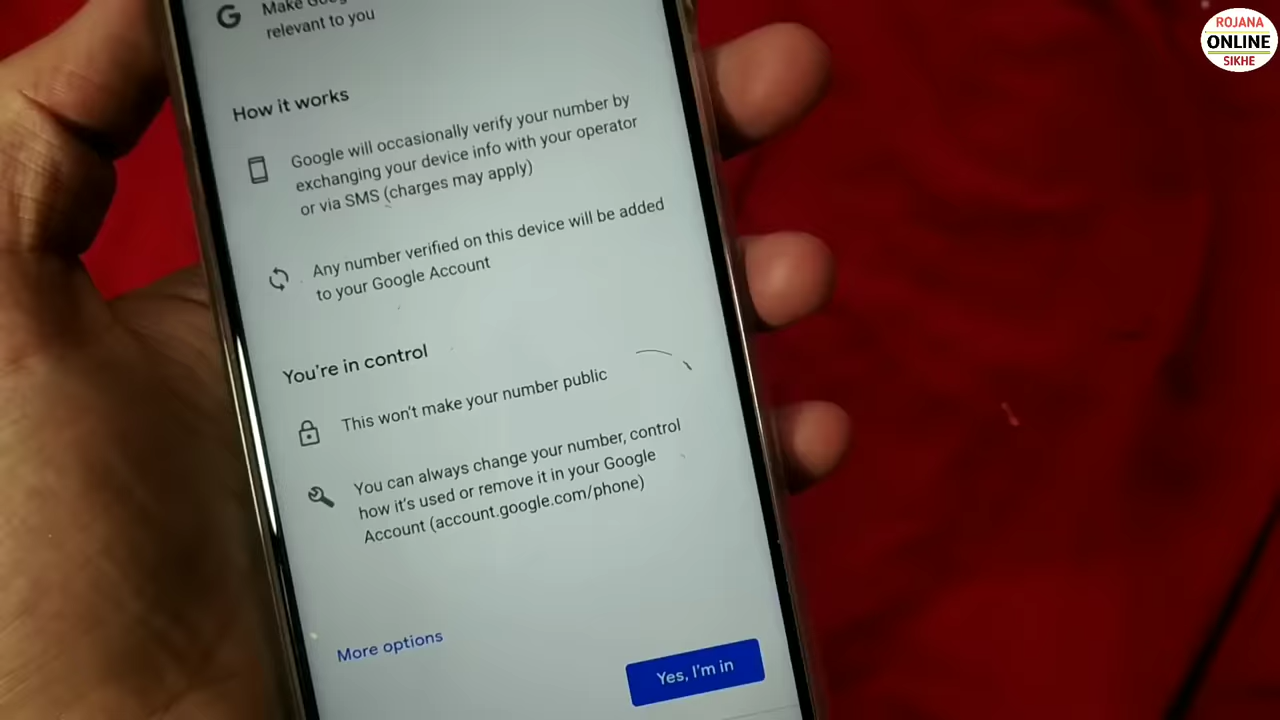 Make Goog
relevant to you
How it works
Google will occasionally verify your number by
exchanging your device info with your operator
or via SMS (charges may apply)
Any number verified on this device will be added
to your Google Account
You're in control
This won't make your number public
You can always change your number, control
how it's used or remove it in your Google
Account (account.google.com/phone)
More options
Yes, I'm in
ROJANA
ONLINE
SIKHE